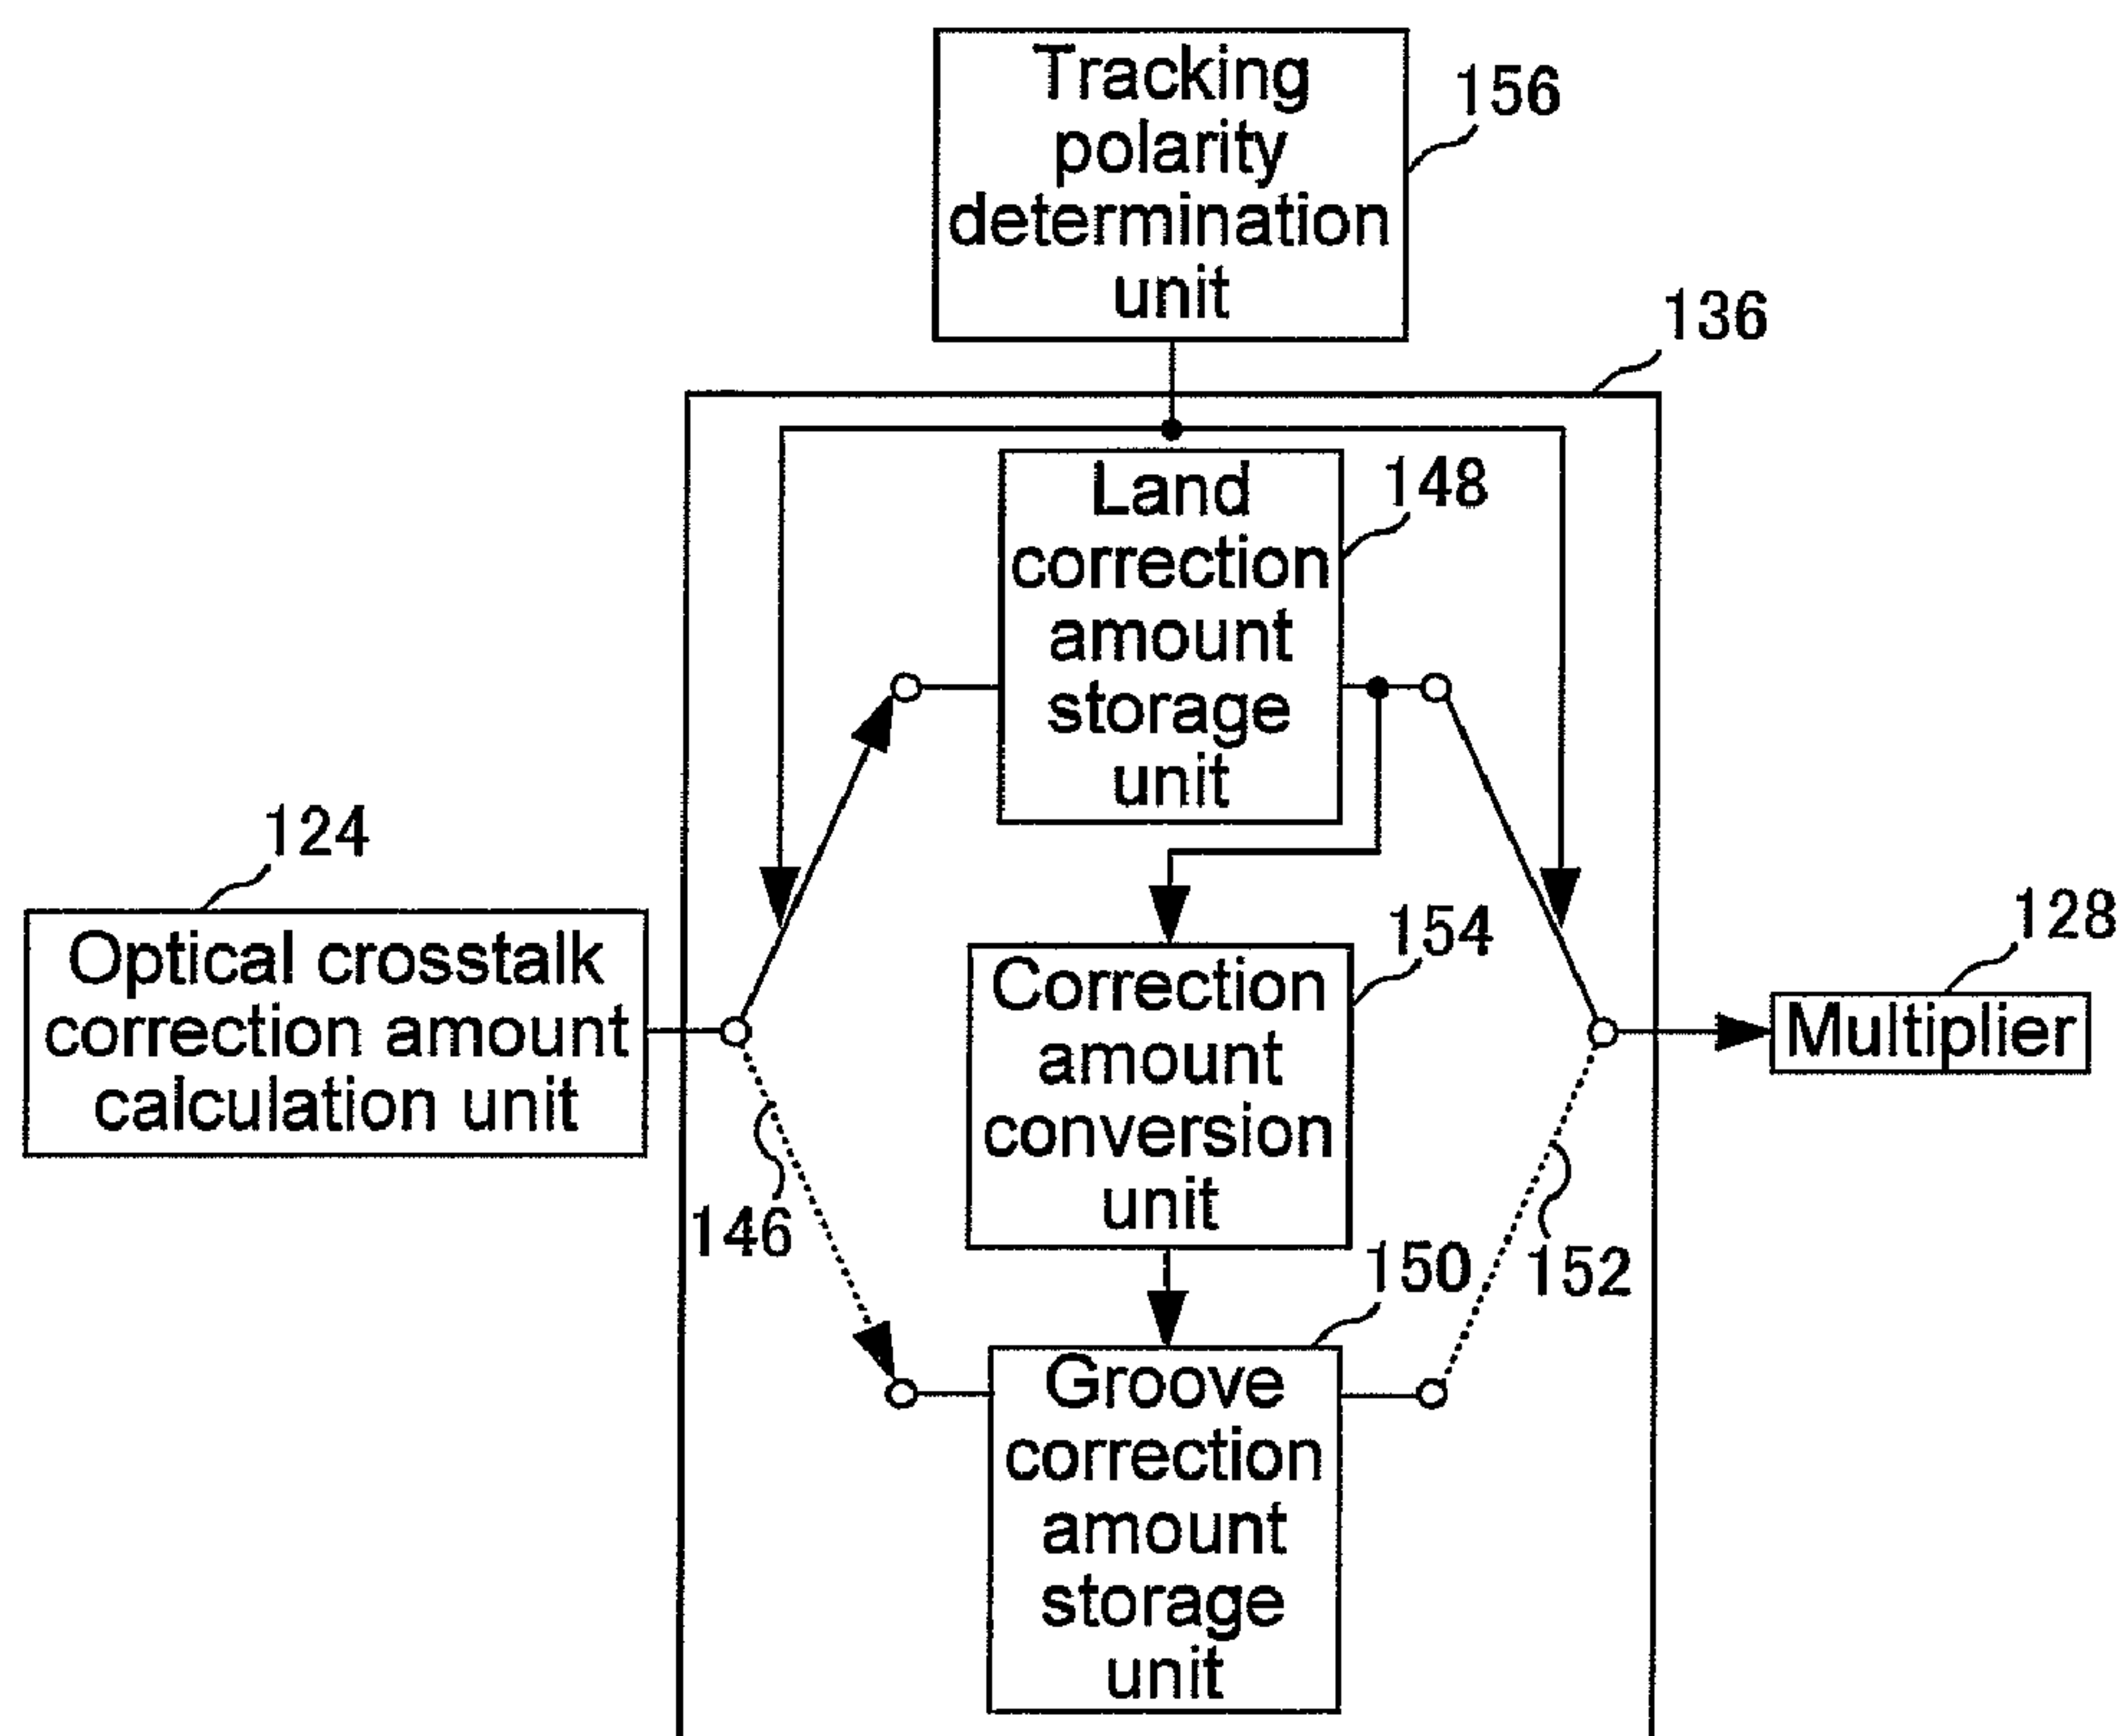 Tracking
polarity
determination
unit
156
136
Land
correction
amount
storage
unit
148
124
Optical crosstalk
correction amount
calculation unit
154
Correction
amount
conversion
unit
128
Multiplier
146
152
150
Groove
correction
amount
storage
unit